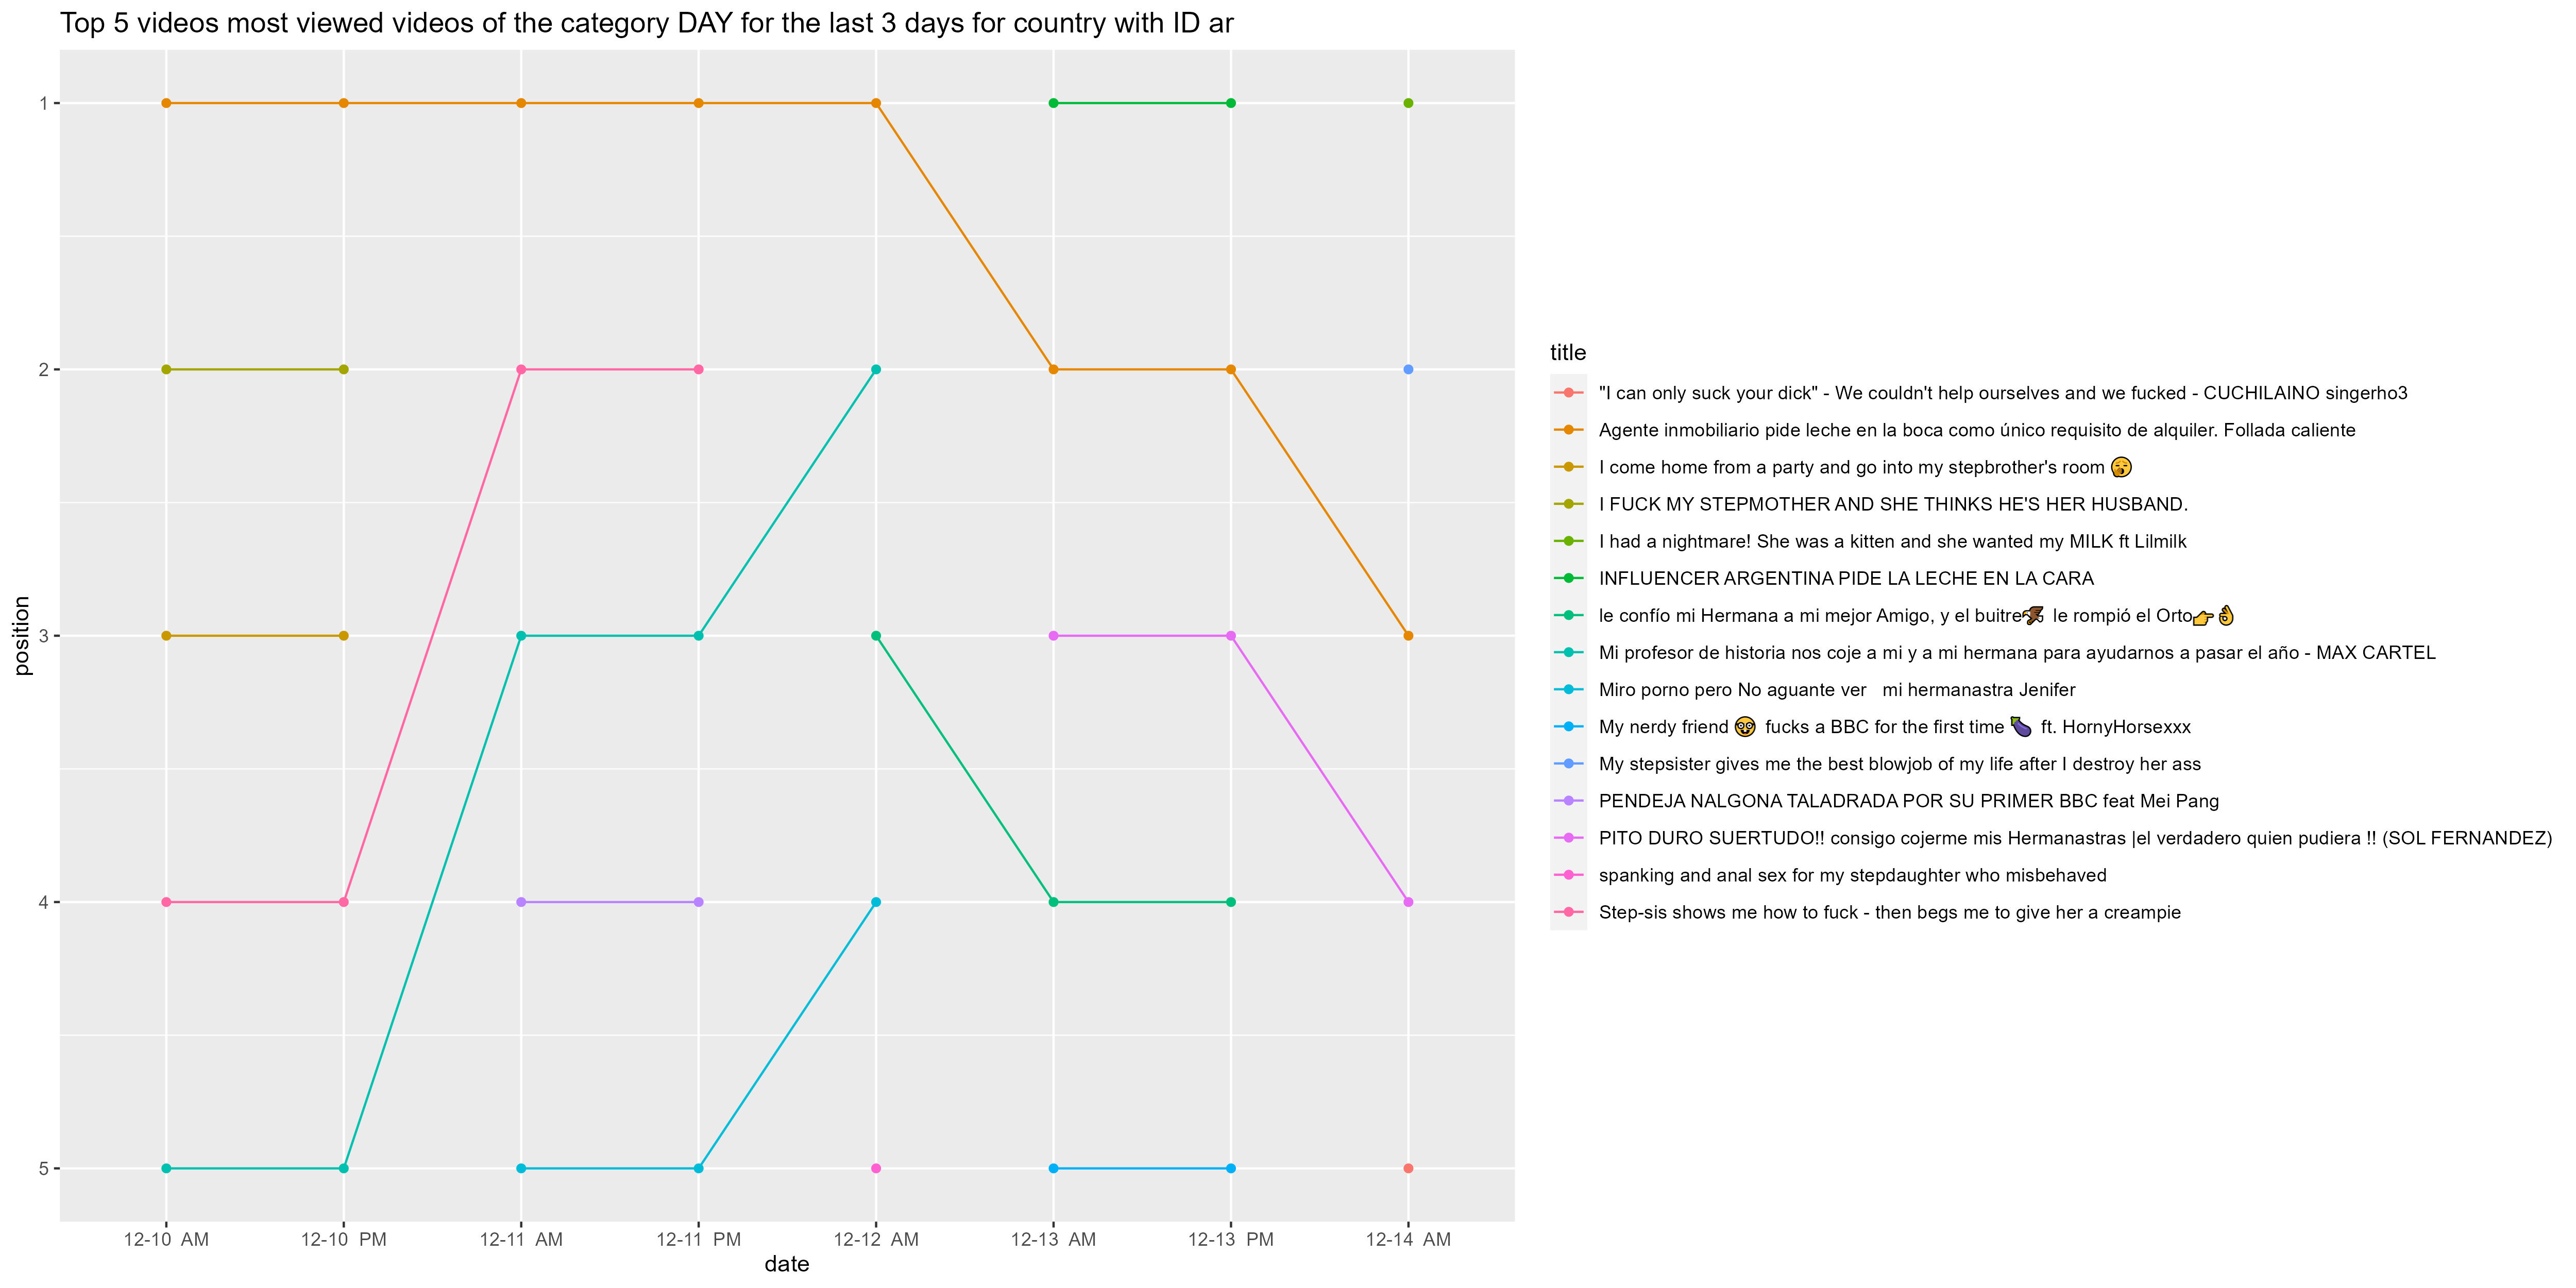 Top 5 videos most viewed videos of the category DAY for the last 3 days for country with ID ar
position
1
2
3
4
5
12-10 AM
12-10 PM
12-11 AM
12-11 PM
12-12 AM
12-13 AM
12-13 PM
12-14 AM
date
title
"I can only suck your dick" - We couldn't help ourselves and we fucked - CUCHILAINO singerho3
Agente inmobiliario pide leche en la boca como único requisito de alquiler. Follada caliente
I come home from a party and go into my stepbrother's room 🥱
I FUCK MY STEPMOTHER AND SHE THINKS HE'S HER HUSBAND.
I had a nightmare! She was a kitten and she wanted my MILK ft Lilmilk
INFLUENCER ARGENTINA PIDE LA LECHE EN LA CARA
le confío mi Hermana a mi mejor Amigo, y el buitre🦅 le rompió el Orto👉👌
Mi profesor de historia nos coje a mi y a mi hermana para ayudarnos a pasar el año - MAX CARTEL
Miro porno pero No aguante ver mi hermanastra Jenifer
My nerdy friend 🤓 fucks a BBC for the first time 🍆 ft. HornyHorsexxx
My stepsister gives me the best blowjob of my life after I destroy her ass
PENDEJA NALGONA TALADRADA POR SU PRIMER BBC feat Mei Pang
PITO DURO SUERTUDO!! consigo cojerme mis Hermanastras |el verdadero quien pudiera !! (SOL FERNANDEZ)
spanking and anal sex for my stepdaughter who misbehaved
Step-sis shows me how to fuck - then begs me to give her a creampie